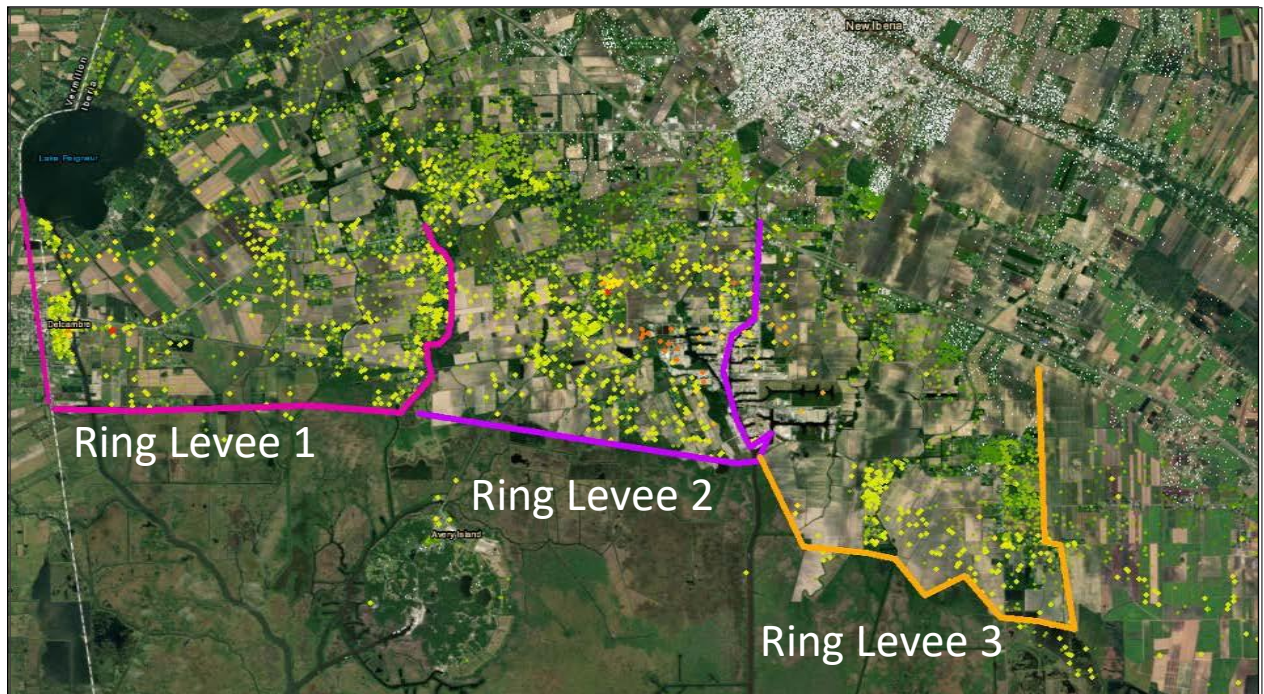 New Iberia
Vermilion
Iberia
Lake Peigneur
Delcambre
Ring Levee 1
Ring Levee 2
Avery Island
Ring Levee 3